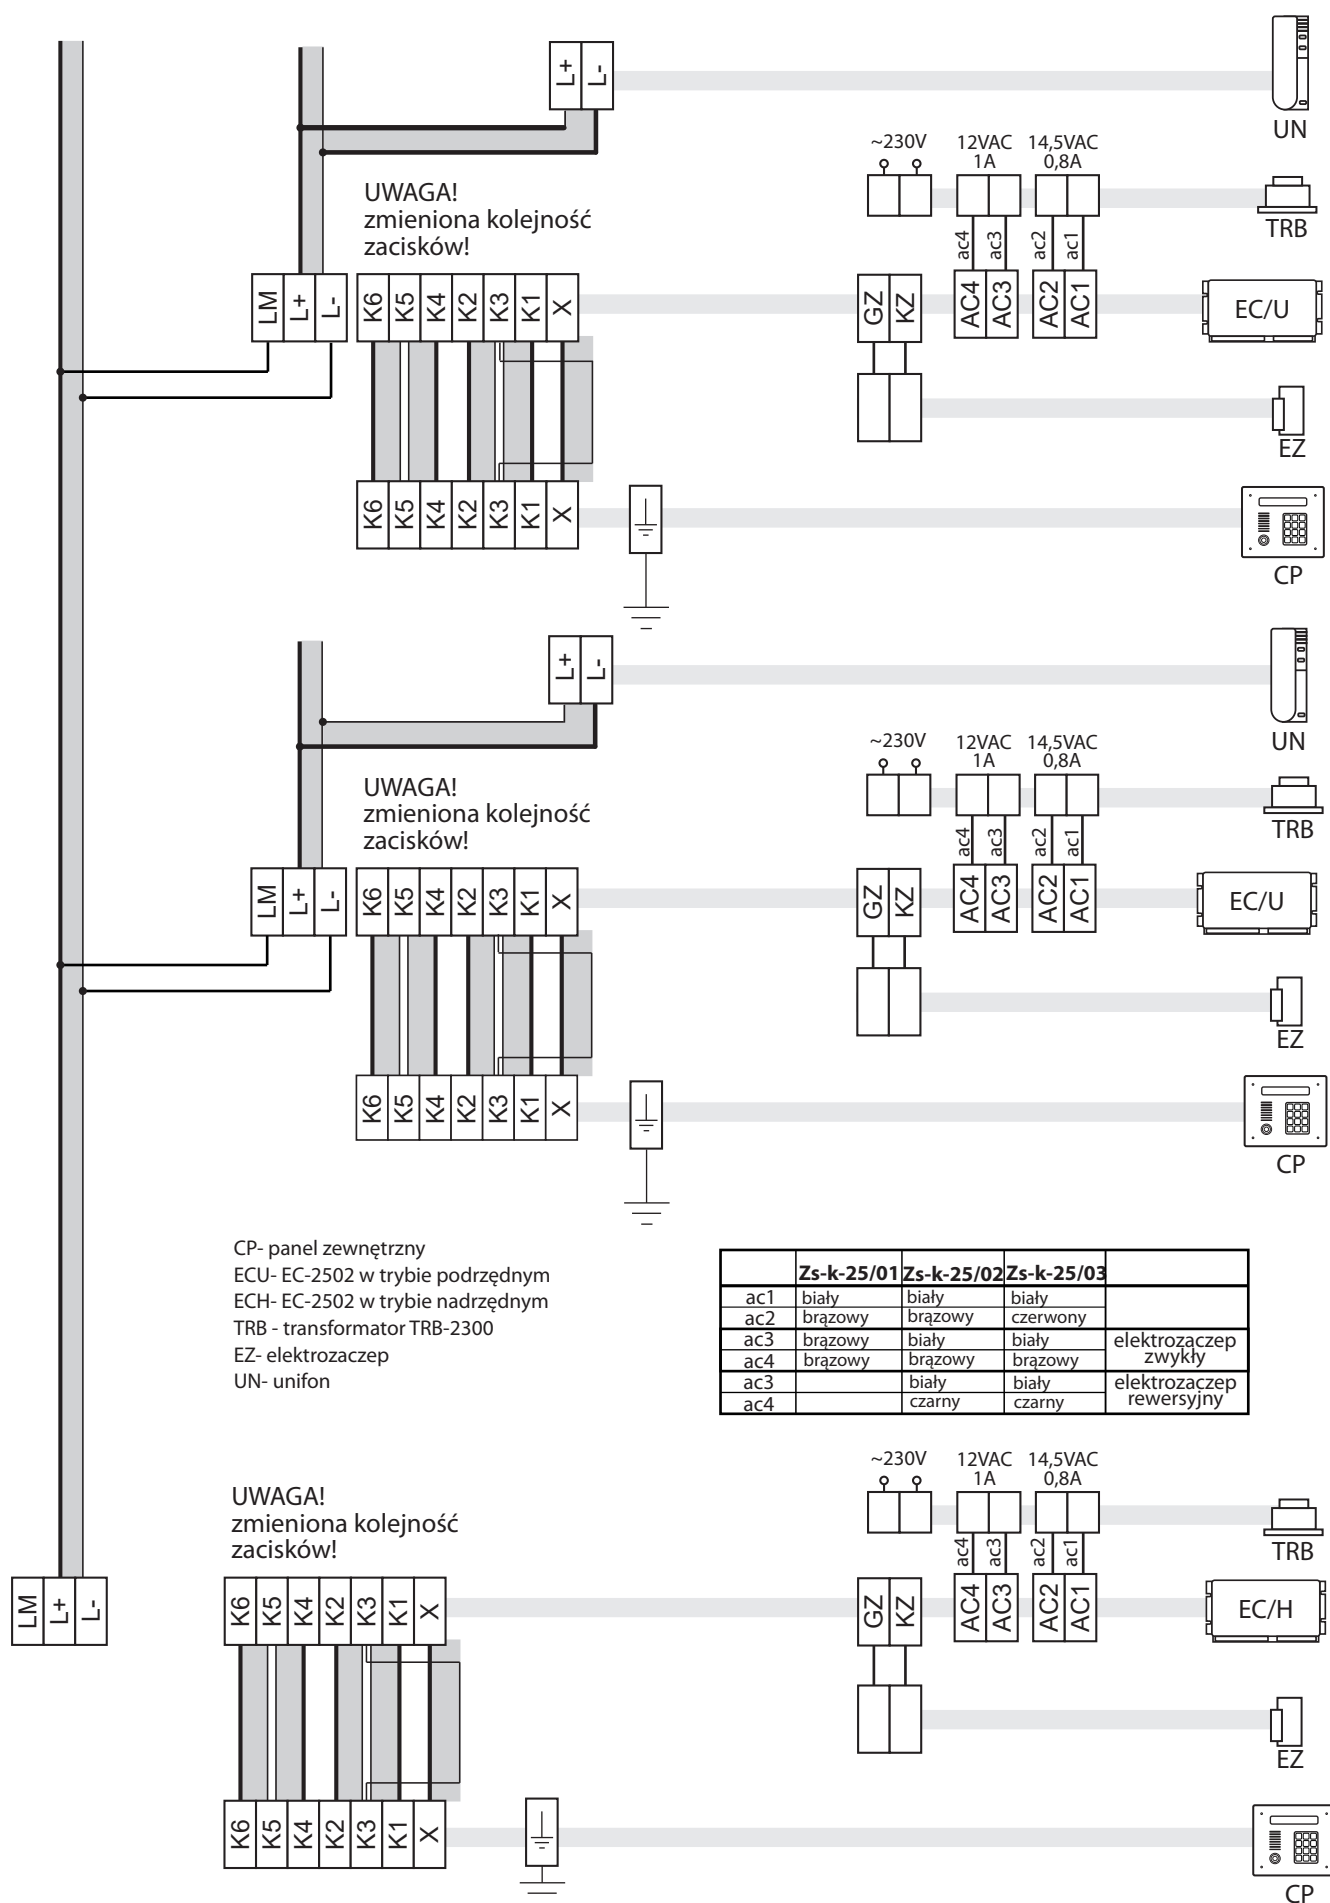 L+ L-
UN
~230V 12VAC 14,5VAC
1A 0,8A
TRB
UWAGA!
zmieniona kolejność
zacisków!
ac4 ac3 ac2 ac1
LM L+ L- K6 K5 K4 K2 K3 K1 X GZ KZ AC4 AC3 AC2 AC1 EC/U
EZ
K6 K5 K4 K2 K3 K1 X
CP
L+ L-
UN
~230V 12VAC 14,5VAC
1A 0,8A
TRB
UWAGA!
zmieniona kolejność
zacisków!
ac4 ac3 ac2 ac1
LM L+ L- K6 K5 K4 K2 K3 K1 X GZ KZ AC4 AC3 AC2 AC1 EC/U
EZ
K6 K5 K4 K2 K3 K1 X
CP
CP- panel zewnętrzny
ECU- EC-2502 w trybie podrzędnym
ECH- EC-2502 w trybie nadrzędnym
TRB - transformator TRB-2300
EZ- elektrozaczep
UN- unifon
Zs-k-25/01 Zs-k-25/02 Zs-k-25/03
ac1 biały biały biały
ac2 brązowy brązowy czerwony
ac3 brązowy biały biały elektrozaczep
ac4 brązowy brązowy brązowy zwykły
ac3 biały biały elektrozaczep
ac4 czarny czarny rewersyjny
~230V 12VAC 14,5VAC
1A 0,8A
TRB
UWAGA!
zmieniona kolejność
zacisków!
ac4 ac3 ac2 ac1
LM L+ L- K6 K5 K4 K2 K3 K1 X GZ KZ AC4 AC3 AC2 AC1 EC/H
EZ
K6 K5 K4 K2 K3 K1 X
CP